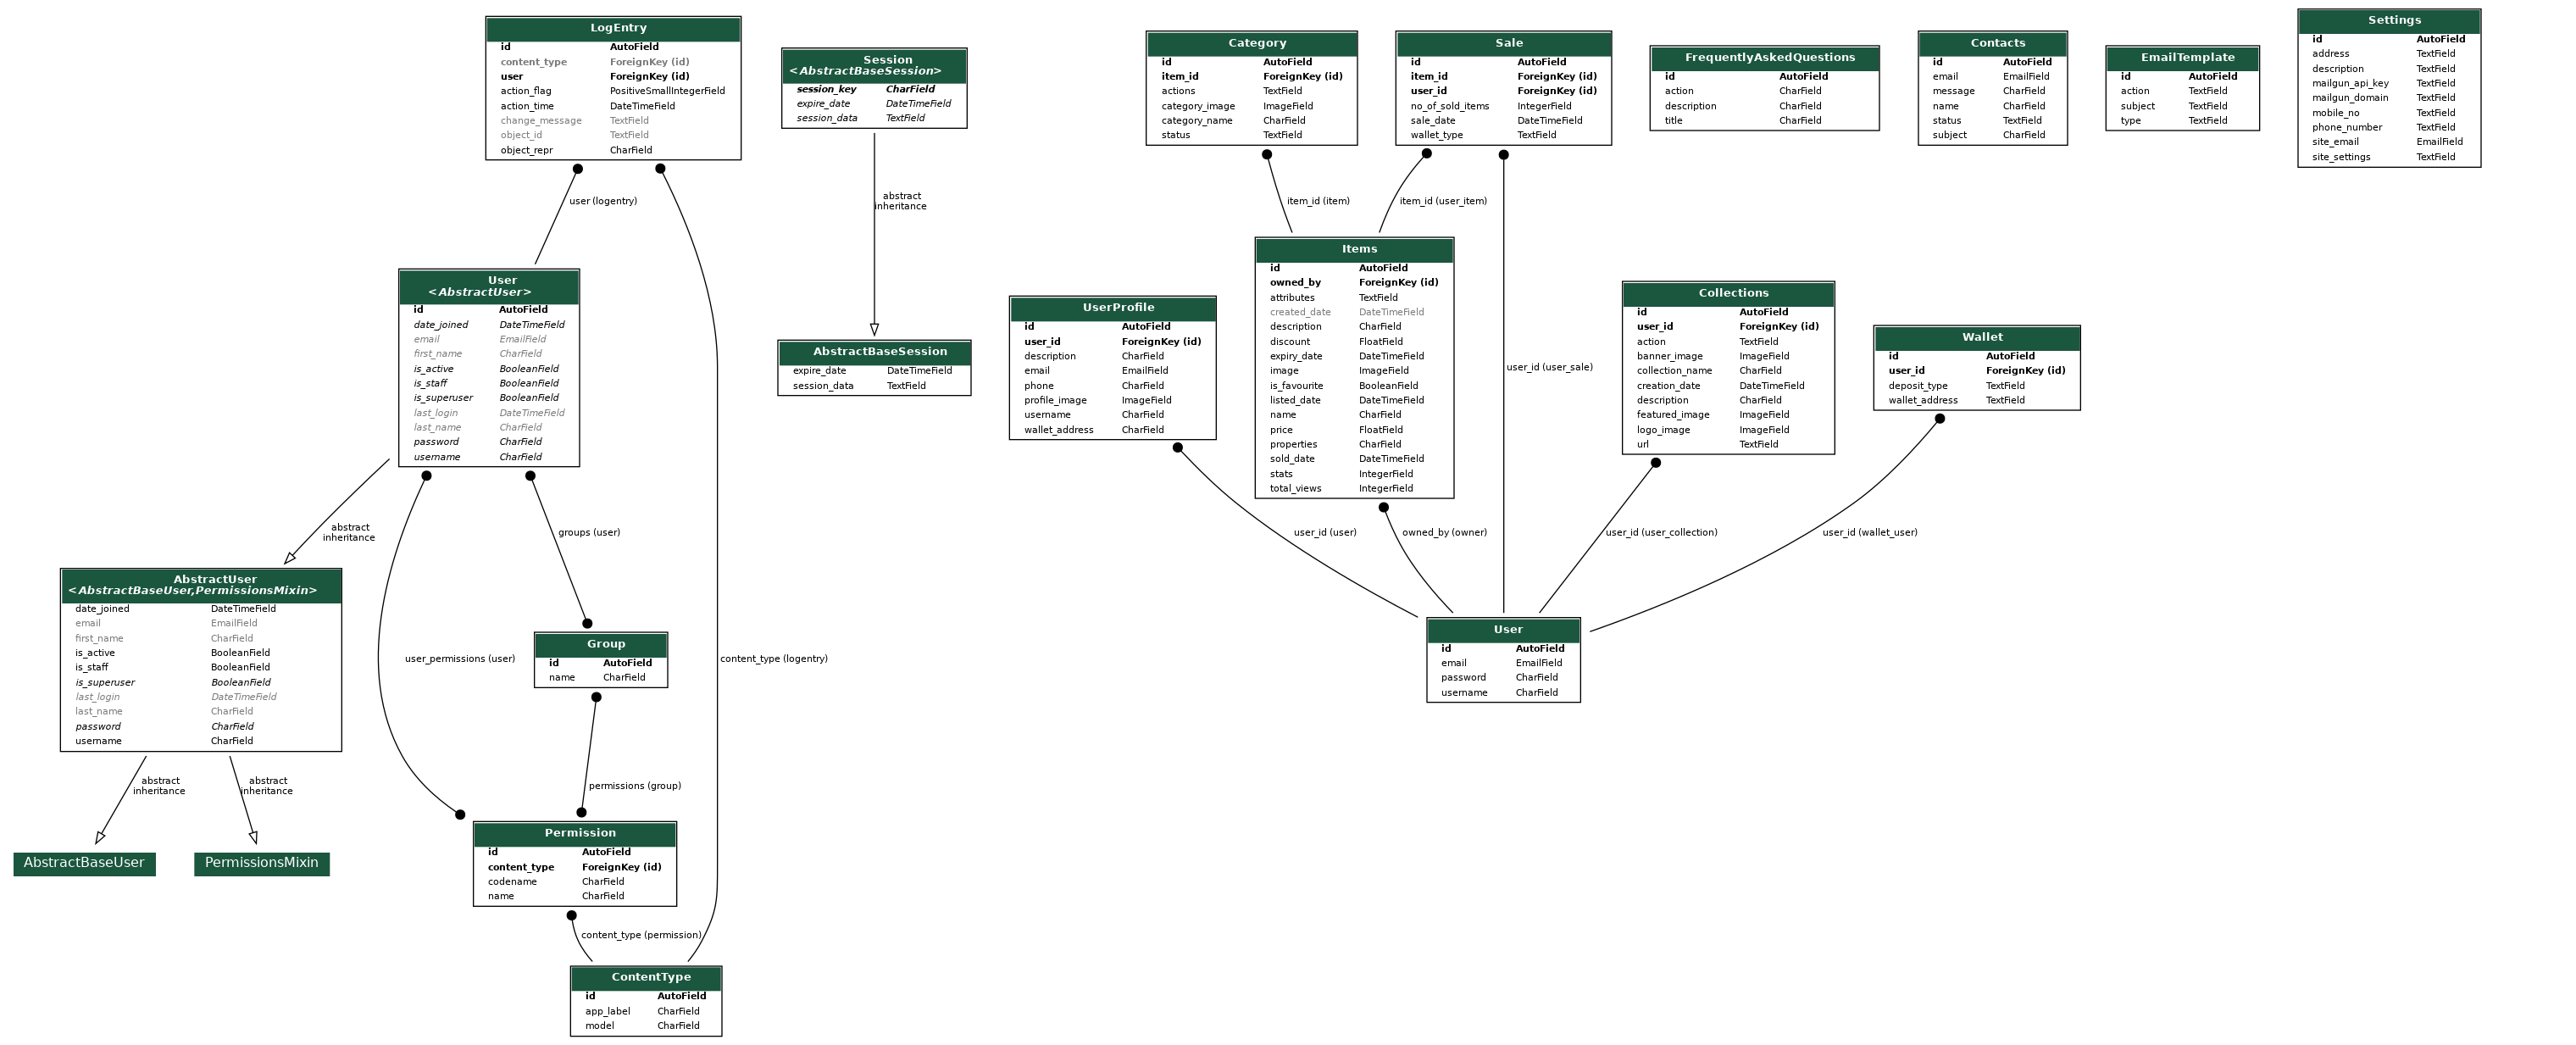 LogEntry
id AutoField
content_type ForeignKey (id)
user ForeignKey (id)
action_flag PositiveSmallIntegerField
action_time DateTimeField
change_message TextField
object_id TextField
object_repr CharField
Session
<AbstractBaseSession>
session_key CharField
expire_date DateTimeField
session_data TextField
Category
id AutoField
item_id ForeignKey (id)
actions TextField
category_image ImageField
category_name CharField
status TextField
Sale
id AutoField
item_id ForeignKey (id)
user_id ForeignKey (id)
no_of_sold_items IntegerField
sale_date DateTimeField
wallet_type TextField
FrequentlyAskedQuestions
id AutoField
action CharField
description CharField
title CharField
Contacts
id AutoField
email EmailField
message CharField
name CharField
status TextField
subject CharField
EmailTemplate
id AutoField
action TextField
subject TextField
type TextField
Settings
id AutoField
address TextField
description TextField
mailgun_api_key TextField
mailgun_domain TextField
mobile_no TextField
phone_number TextField
site_email EmailField
site_settings TextField
user (logentry)
abstract
inheritance
item_id (item)
item_id (user_item)
User
<AbstractUser>
id AutoField
date_joined DateTimeField
email EmailField
first_name CharField
is_active BooleanField
is_staff BooleanField
is_superuser BooleanField
last_login DateTimeField
last_name CharField
password CharField
username CharField
AbstractBaseSession
expire_date DateTimeField
session_data TextField
UserProfile
id AutoField
user_id ForeignKey (id)
description CharField
email EmailField
phone CharField
profile_image ImageField
username CharField
wallet_address CharField
Items
id AutoField
owned_by ForeignKey (id)
attributes TextField
created_date DateTimeField
description CharField
discount FloatField
expiry_date DateTimeField
image ImageField
is_favourite BooleanField
listed_date DateTimeField
name CharField
price FloatField
properties CharField
sold_date DateTimeField
stats IntegerField
total_views IntegerField
user_id (user_sale)
Collections
id AutoField
user_id ForeignKey (id)
action TextField
banner_image ImageField
collection_name CharField
creation_date DateTimeField
description CharField
featured_image ImageField
logo_image ImageField
url TextField
Wallet
id AutoField
user_id ForeignKey (id)
deposit_type TextField
wallet_address TextField
abstract
inheritance
groups (user)
user_id (user)
owned_by (owner)
user_id (user_collection)
user_id (wallet_user)
AbstractUser
<AbstractBaseUser,PermissionsMixin>
date_joined DateTimeField
email EmailField
first_name CharField
is_active BooleanField
is_staff BooleanField
is_superuser BooleanField
last_login DateTimeField
last_name CharField
password CharField
username CharField
user_permissions (user)
Group
id AutoField
name CharField
content_type (logentry)
User
id AutoField
email EmailField
password CharField
username CharField
abstract
inheritance
abstract
inheritance
permissions (group)
AbstractBaseUser
PermissionsMixin
Permission
id AutoField
content_type ForeignKey (id)
codename CharField
name CharField
content_type (permission)
ContentType
id AutoField
app_label CharField
model CharField